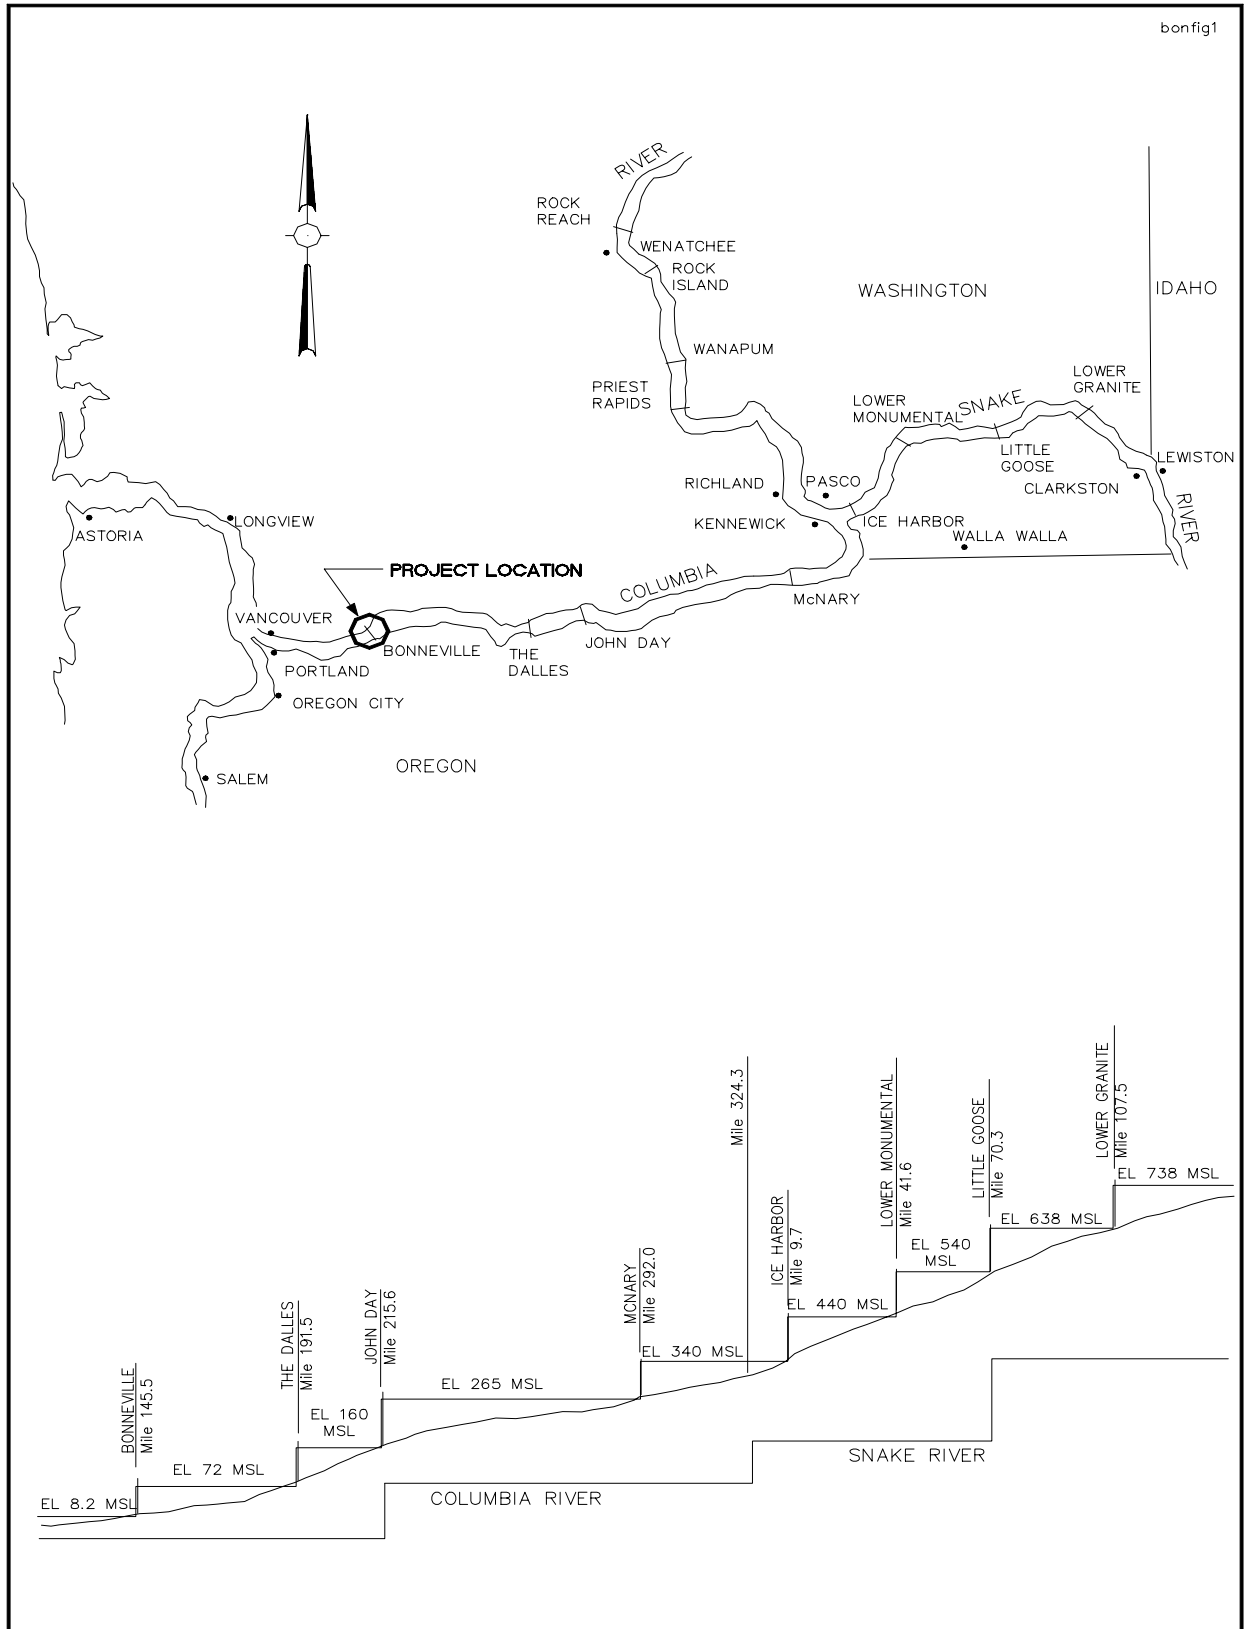 bonfig1
RIVER
ROCK
REACH
WENATCHEE
ROCK
ISLAND
WASHINGTON
IDAHO
WANAPUM
PRIEST
RAPIDS
LOWER
GRANITE
LOWER
MONUMENTAL
SNAKE
LITTLE
GOOSE
LEWISTON
CLARKSTON
RICHLAND
PASCO
RIVER
KENNEWICK
ICE HARBOR
WALLA WALLA
ASTORIA
LONGVIEW
PROJECT LOCATION
COLUMBIA
McNARY
VANCOUVER
BONNEVILLE
THE
DALLES
JOHN DAY
PORTLAND
OREGON CITY
OREGON
SALEM
LOWER GRANITE
Mile 107.5
Mile 324.3
LOWER MONUMENTAL
Mile 41.6
LITTLE GOOSE
Mile 70.3
EL 738 MSL
ICE HARBOR
Mile 9.7
EL 638 MSL
EL 540
MSL
MCNARY
Mile 292.0
EL 440 MSL
THE DALLES
Mile 191.5
JOHN DAY
Mile 215.6
EL 340 MSL
BONNEVILLE
Mile 145.5
EL 265 MSL
EL 160
MSL
EL 72 MSL
EL 8.2 MSL
COLUMBIA RIVER
SNAKE RIVER